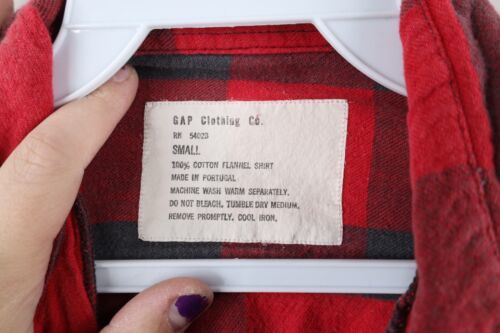 GAP Clothing Co.
RN 54023
SMALL
100% COTTON FLANNEL SHIRT
MADE IN PORTUGAL
MACHINE WASH WARM SEPARATELY.
DO NOT BLEACH, TUMBLE DRY MEDIUM,
REMOVE PROMPTLY. COOL IRON.